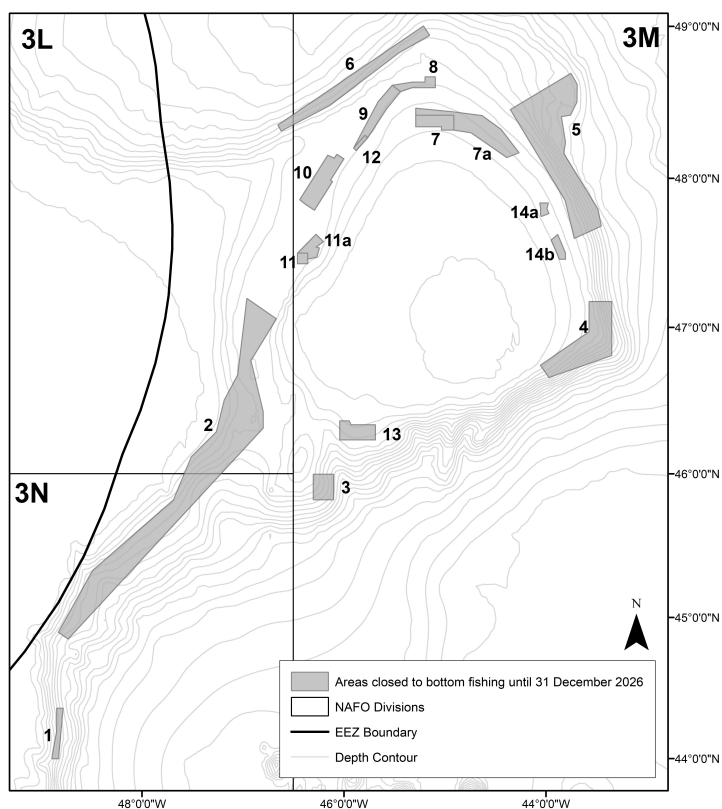 3L
3M
49°0'0"N
6
8
9
5
7
12
7a
10
48°0'0"N
14a
11a
14b
11
4
47°0'0"N
2
13
46°0'0"N
3N
3
N
45°0'0"N
Areas closed to bottom fishing until 31 December 2026
NAFO Divisions
1
EEZ Boundary
Depth Contour
44°0'0"N
48°0'0"W
46°0'0"W
44°0'0"W